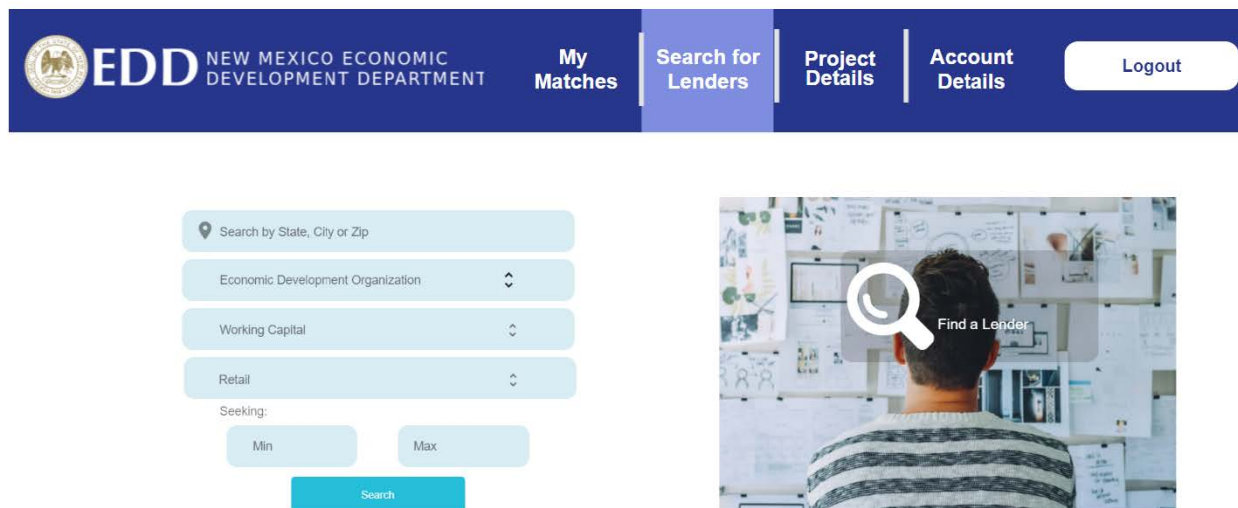 EDD NEW MEXICO ECONOMIC
DEVELOPMENT DEPARTMENT
My
Matches
Search for
Lenders
Project
Details
Account
Details
Logout
Search by State, City or Zip
Economic Development Organization
Working Capital
Retail
Seeking:
Min
Max
Search
Find a Lender